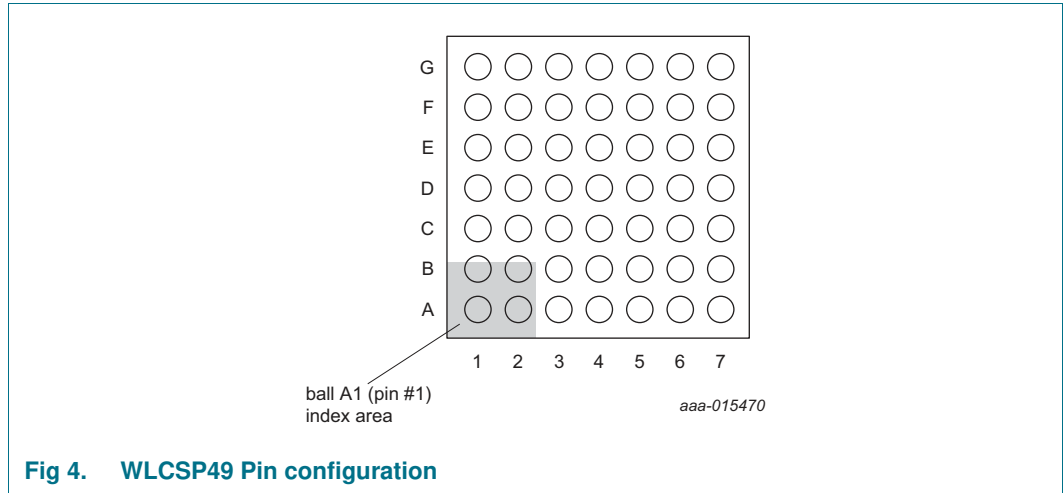 G
F
E
D
C
B
A
1 2 3 4 5 6 7
ball A1 (pin #1)
index area
aaa-015470
Fig 4. WLCSP49 Pin configuration